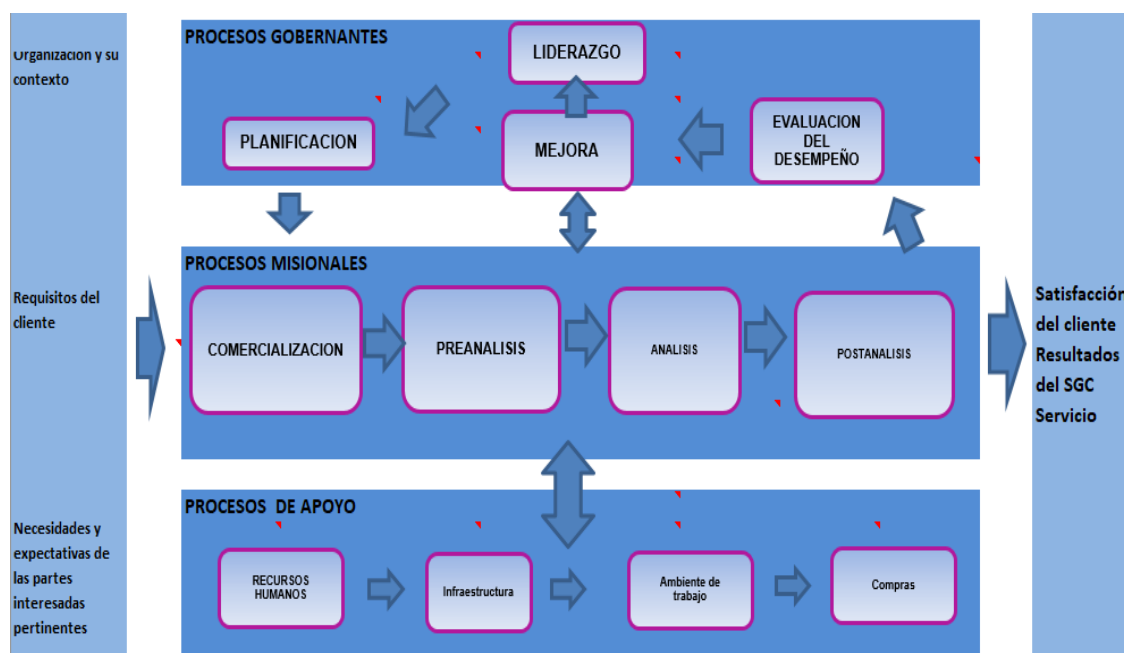 Organización y su
contexto
Requisitos del
cliente
Necesidades y
expectativas de
las partes
interesadas
pertinentes
PROCESOS GOBERNANTES
LIDERAZGO
PLANIFICACION
MEJORA
EVALUACION
DEL
DESEMPEÑO
PROCESOS MISIONALES
COMERCIALIZACION
PREANALISIS
ANALISIS
POSTANALISIS
PROCESOS DE APOYO
RECURSOS
HUMANOS
Infraestructura
Ambiente de
trabajo
Compras
Satisfacción
del cliente
Resultados
del SGC
Servicio